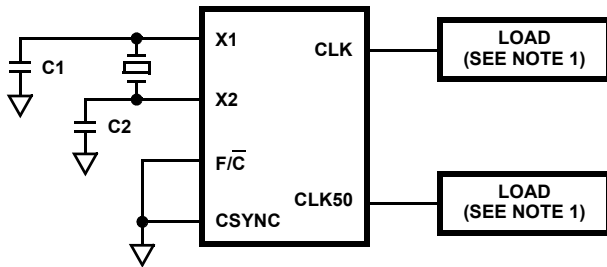 X1
CLK
LOAD
(SEE NOTE 1)
C1
X2
C2
F/C̅
CLK50
LOAD
(SEE NOTE 1)
CSYNC